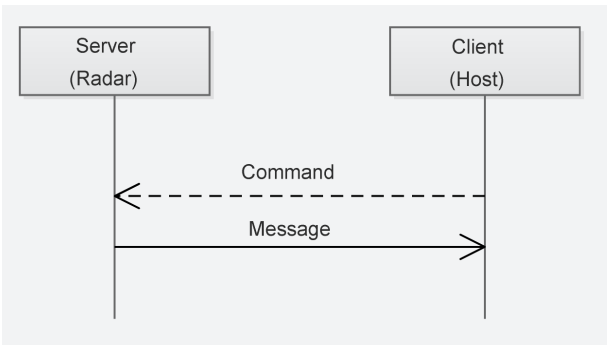 Server
(Radar)
Client
(Host)
Command
Message